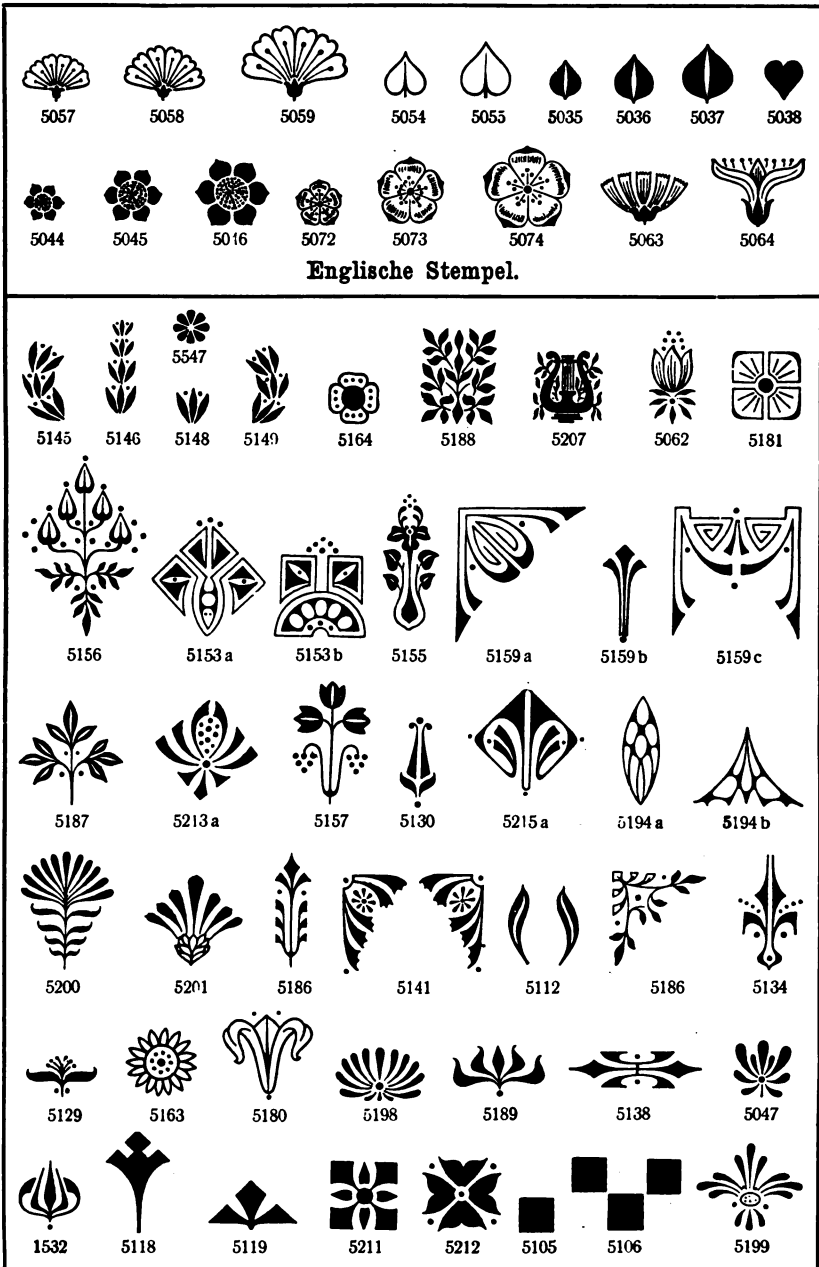 5057 5058 5059 5054 5055 5035 5036 5037 5038
5044 5045 5046 5072 5073 5074 5063 5064
Englische Stempel.
5547
5145 5146 5148 5149 5164 5188 5207 5062 5181
5156 5153 a 5153 b 5155 5159 a 5159 b 5159 c
5187 5213 a 5157 5130 5215 a 5194 a 5194 b
5200 5201 5186 5141 5112 5186 5134
5129 5163 5180 5198 5189 5138 5047
1532 5118 5119 5211 5212 5105 5106 5199